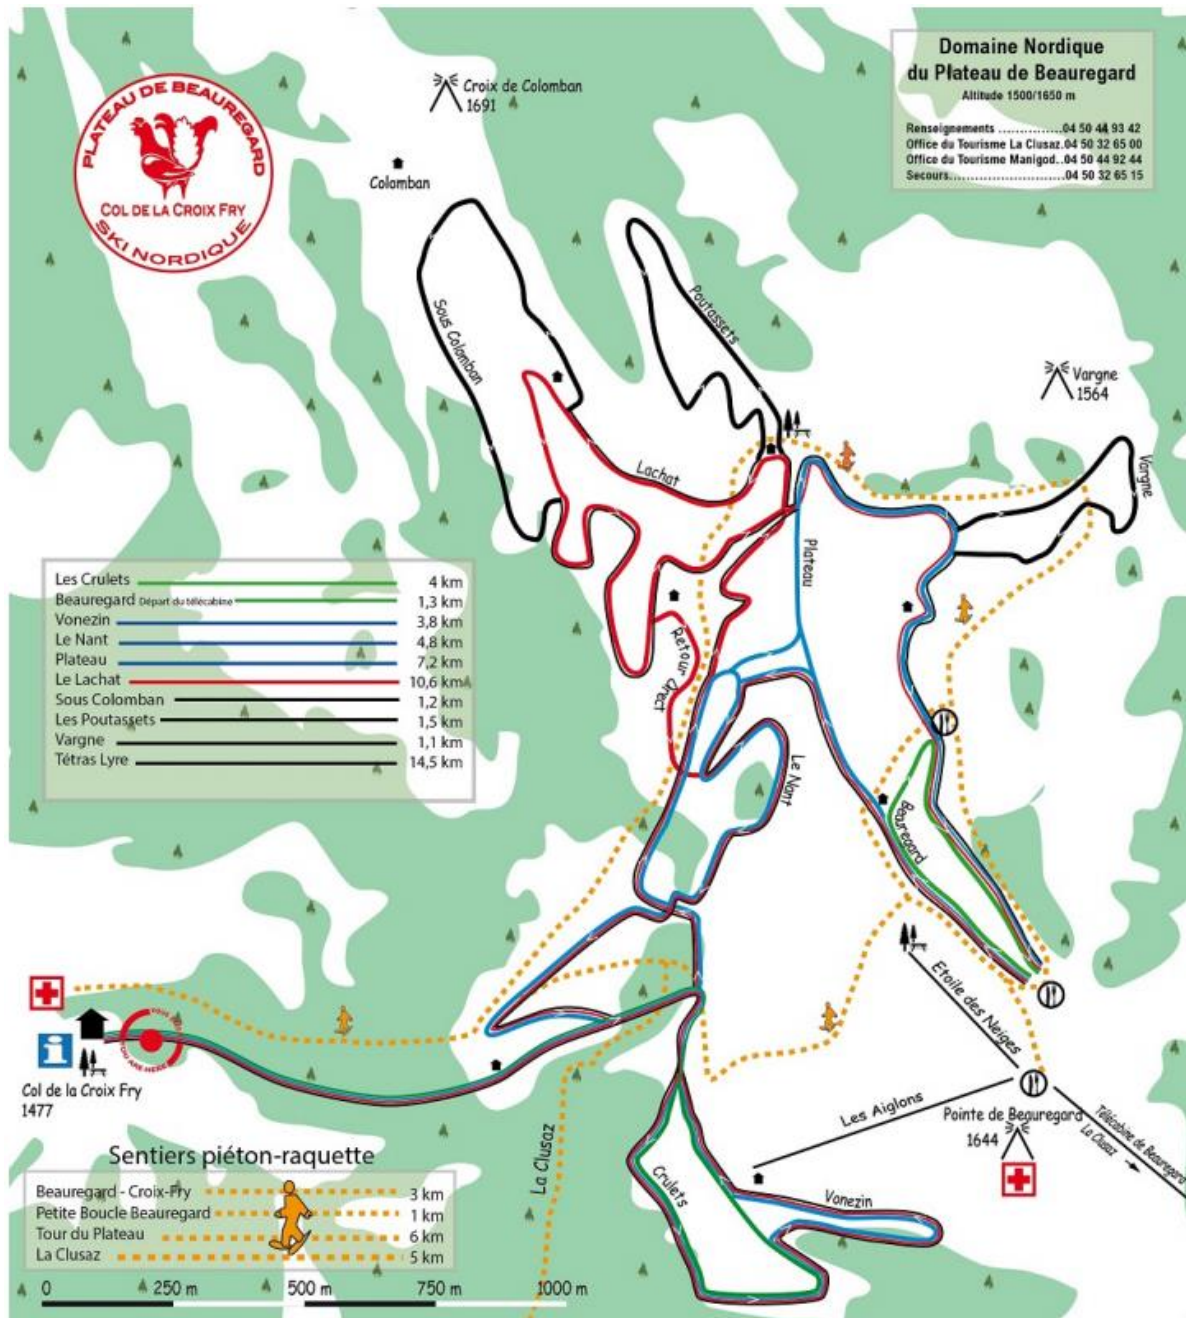 PLATEAU DE BEAUREGARD
COL DE LA CROIX FRY
SKI NORDIQUE
Croix de Colomban
1691
Colomban
Domaine Nordique
du Plateau de Beauregard
Altitude 1500/1650 m
Renseignements ................04 50 44 93 42
Office du Tourisme La Clusaz.04 50 32 65 00
Office du Tourisme Manigod..04 50 44 92 44
Secours.......................04 50 32 65 15
Sous Colomban
Poutassets
Vargne
1564
Vargne
Lachat
Plateau
Retour direct
Le Nant
Beauregard
Les Crulets 4 km
Beauregard Départ du télécabine 1,3 km
Vonezin 3,8 km
Le Nant 4,8 km
Plateau 7,2 km
Le Lachat 10,6 km
Sous Colomban 1,2 km
Les Poutassets 1,5 km
Vargne 1,1 km
Tétras Lyre 14,5 km
Etoile des Neiges
YOU ARE HERE
Col de la Croix Fry
1477
Les Aiglons
Pointe de Beauregard
1644
Télécabine de Beauregard
La Clusaz
La Clusaz
Crulets
Vonezin
Sentiers piéton-raquette
Beauregard - Croix-Fry 3 km
Petite Boucle Beauregard 1 km
Tour du Plateau 6 km
La Clusaz 5 km
0 250 m 500 m 750 m 1000 m